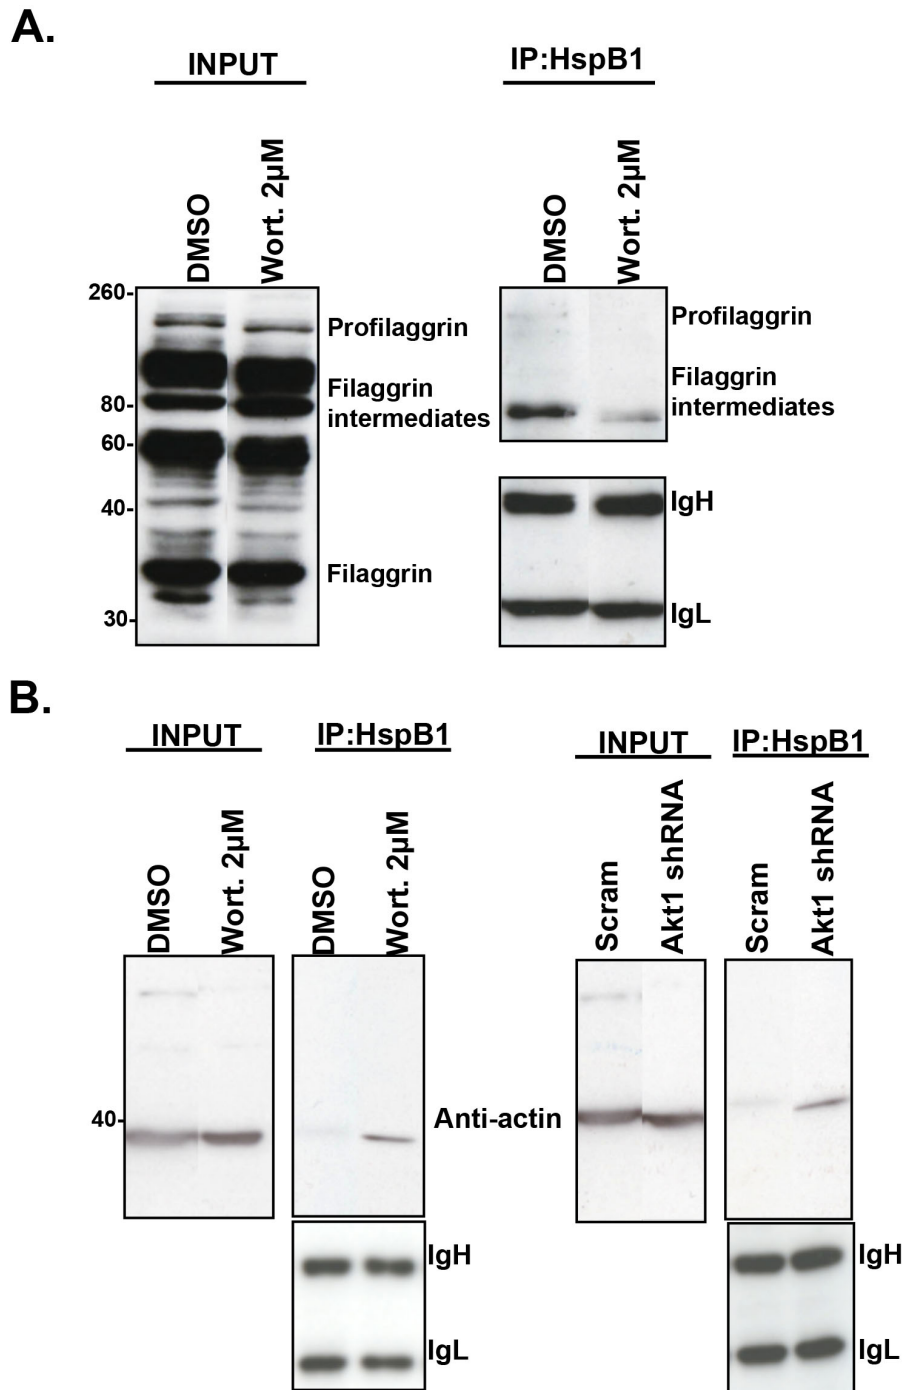 A.
INPUT
IP:HspB1
DMSO
Wort. 2µM
DMSO
Wort. 2µM
260-
80-
60-
40-
30-
Profilaggrin
Filaggrin
intermediates
Filaggrin
Profilaggrin
Filaggrin
intermediates
IgH
IgL
B.
INPUT
IP:HspB1
INPUT
IP:HspB1
DMSO
Wort. 2µM
DMSO
Wort. 2µM
Scram
Akt1 shRNA
Scram
Akt1 shRNA
40-
Anti-actin
IgH
IgL
IgH
IgL